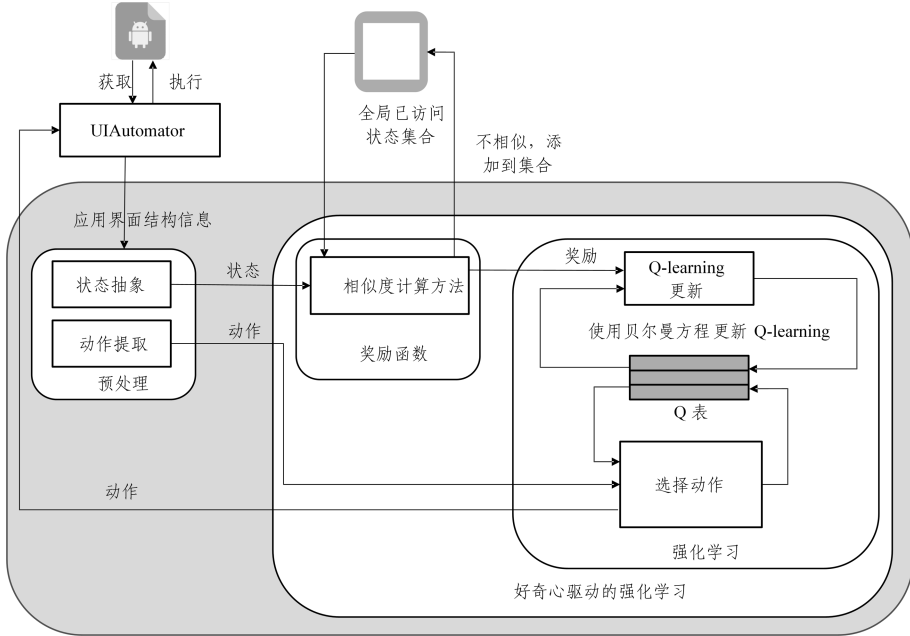 获取
执行
UIAutomator
全局已访问
状态集合
不相似，添
加到集合
应用界面结构信息
状态抽象
动作提取
预处理
状态
动作
相似度计算方法
奖励函数
奖励
Q-learning
更新
使用贝尔曼方程更新 Q-learning
Q 表
选择动作
动作
强化学习
好奇心驱动的强化学习